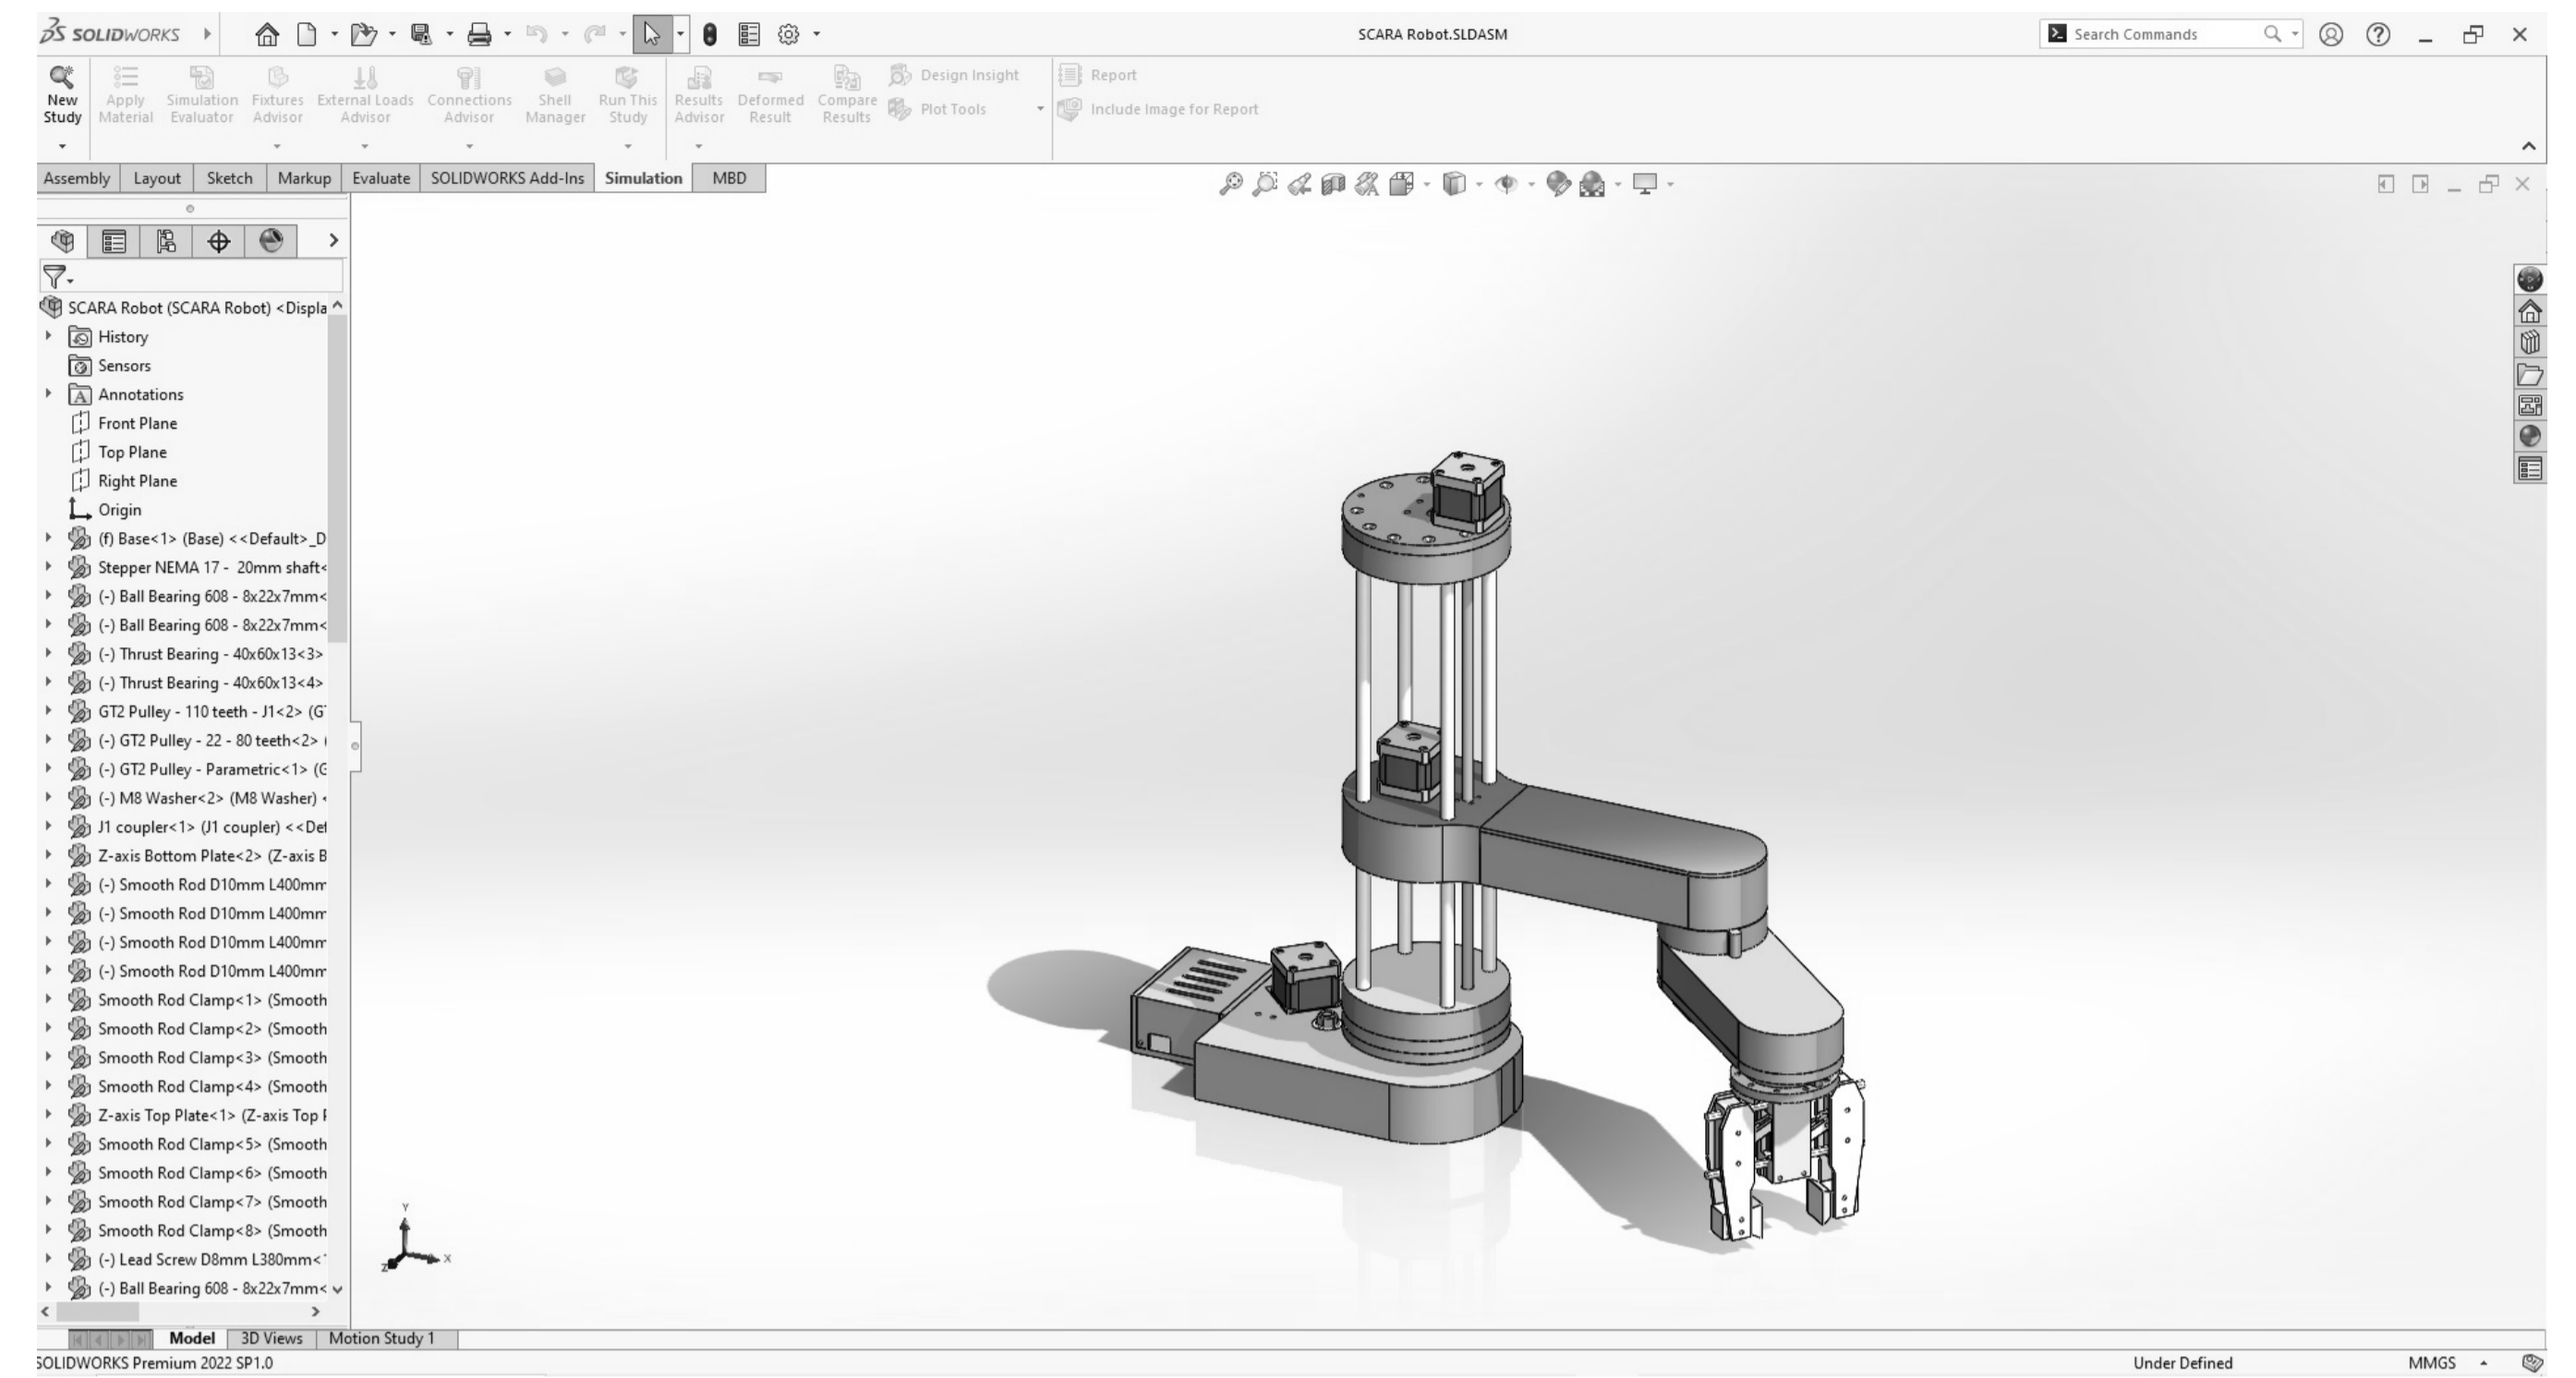 SOLIDWORKS
SCARA Robot.SLDASM
Search Commands
New Study
Apply Material
Simulation Evaluator
Fixtures Advisor
External Loads Advisor
Connections Advisor
Shell Manager
Run This Study
Results Advisor
Deformed Result
Compare Results
Design Insight
Plot Tools
Report
Include Image for Report
Assembly
Layout
Sketch
Markup
Evaluate
SOLIDWORKS Add-Ins
Simulation
MBD
SCARA Robot (SCARA Robot) <Displa
History
Sensors
Annotations
Front Plane
Top Plane
Right Plane
Origin
(f) Base<1> (Base) <<Default>_D
Stepper NEMA 17 - 20mm shaft<
(-) Ball Bearing 608 - 8x22x7mm<
(-) Ball Bearing 608 - 8x22x7mm<
(-) Thrust Bearing - 40x60x13<3>
(-) Thrust Bearing - 40x60x13<4>
GT2 Pulley - 110 teeth - J1<2> (G
(-) GT2 Pulley - 22 - 80 teeth<2> (
(-) GT2 Pulley - Parametric<1> (G
(-) M8 Washer<2> (M8 Washer) <
J1 coupler<1> (J1 coupler) <<Def
Z-axis Bottom Plate<2> (Z-axis B
(-) Smooth Rod D10mm L400mm
(-) Smooth Rod D10mm L400mm
(-) Smooth Rod D10mm L400mm
(-) Smooth Rod D10mm L400mm
Smooth Rod Clamp<1> (Smooth
Smooth Rod Clamp<2> (Smooth
Smooth Rod Clamp<3> (Smooth
Smooth Rod Clamp<4> (Smooth
Z-axis Top Plate<1> (Z-axis Top P
Smooth Rod Clamp<5> (Smooth
Smooth Rod Clamp<6> (Smooth
Smooth Rod Clamp<7> (Smooth
Smooth Rod Clamp<8> (Smooth
(-) Lead Screw D8mm L380mm<
(-) Ball Bearing 608 - 8x22x7mm<
Y
X
Z
Model
3D Views
Motion Study 1
SOLIDWORKS Premium 2022 SP1.0
Under Defined
MMGS